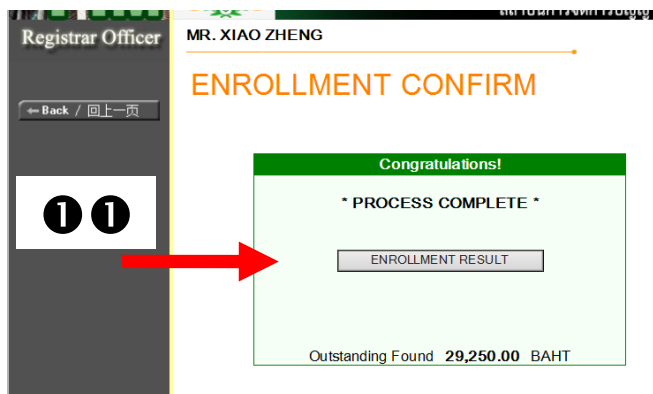 Registrar Officer
MR. XIAO ZHENG
ENROLLMENT CONFIRM
←Back / 回上一页
Congratulations!
* PROCESS COMPLETE *
❶❶
ENROLLMENT RESULT
Outstanding Found 29,250.00 BAHT